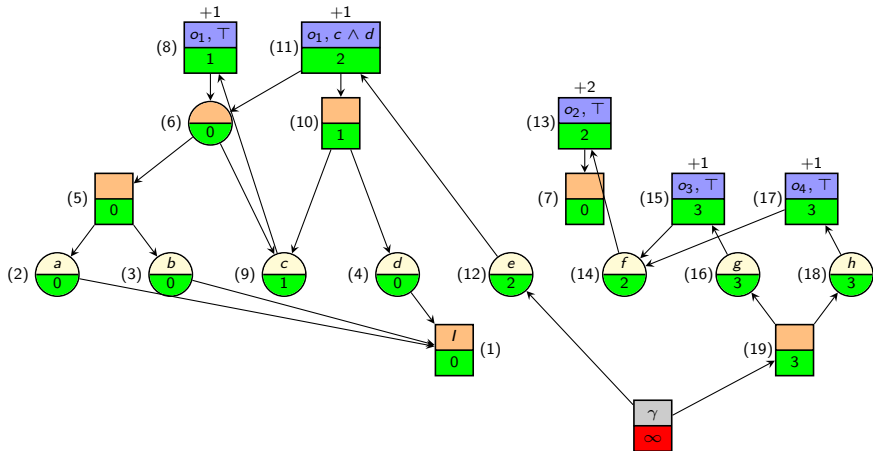 +1 +1
(8) o₁, ⊤ (11) o₁, c ∧ d
1 2
+2
(13) o₂, ⊤
2
(6) 0 (10) 1
+1 +1
(5) 0 (7) 0 (15) o₃, ⊤ (17) o₄, ⊤
3 3
(2) a (3) b (9) c (4) d (12) e (14) f (16) g (18) h
0 0 1 0 2 2 3 3
I (1)
0
(19) 3
γ
∞